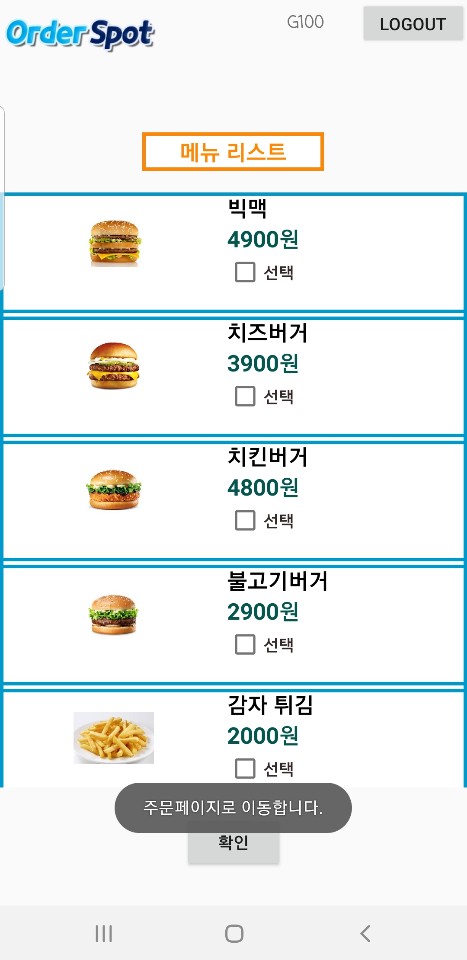 Order Spot
G100
LOGOUT
메뉴 리스트
빅맥
4900원
선택
치즈버거
3900원
선택
치킨버거
4800원
선택
불고기버거
2900원
선택
감자 튀김
2000원
선택
주문페이지로 이동합니다.
확인